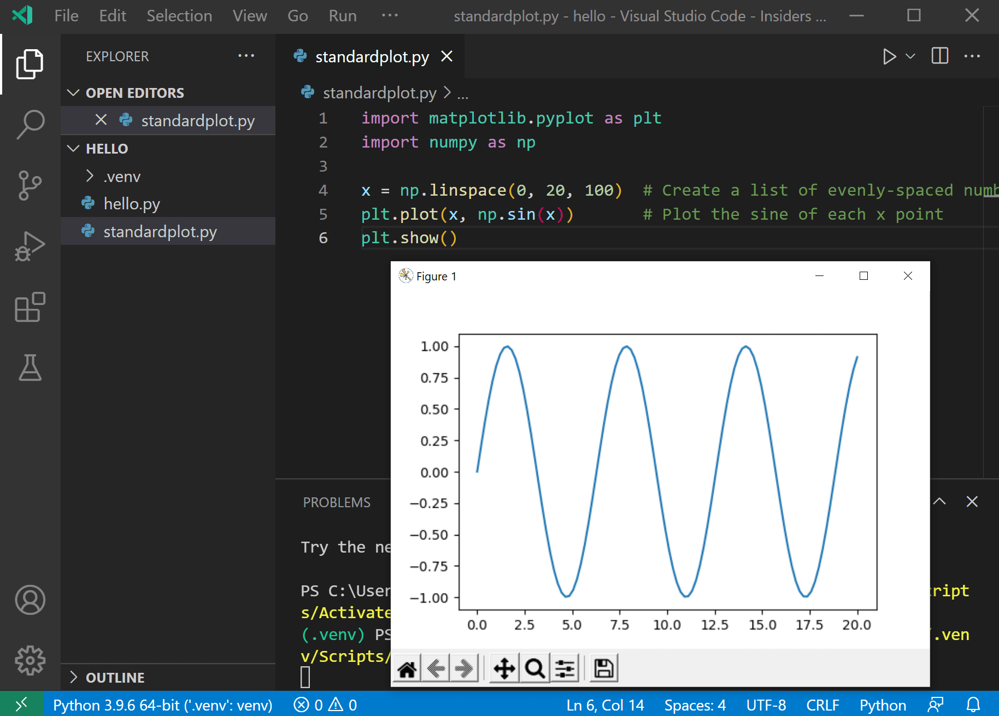 File Edit Selection View Go Run ··· standardplot.py - hello - Visual Studio Code - Insiders ...
EXPLORER ···
standardplot.py
OPEN EDITORS
standardplot.py
HELLO
.venv
hello.py
standardplot.py
OUTLINE
standardplot.py > ...
1 import matplotlib.pyplot as plt
2 import numpy as np
3
4 x = np.linspace(0, 20, 100)  # Create a list of evenly-spaced numb
5 plt.plot(x, np.sin(x))       # Plot the sine of each x point
6 plt.show()
Figure 1
1.00
0.75
0.50
0.25
0.00
−0.25
−0.50
−0.75
−1.00
0.0 2.5 5.0 7.5 10.0 12.5 15.0 17.5 20.0
PROBLEMS
Try the ne
PS C:\User ript
s/Activate
(.venv) PS .ven
v/Scripts/
Python 3.9.6 64-bit ('.venv': venv) 0 0 Ln 6, Col 14 Spaces: 4 UTF-8 CRLF Python